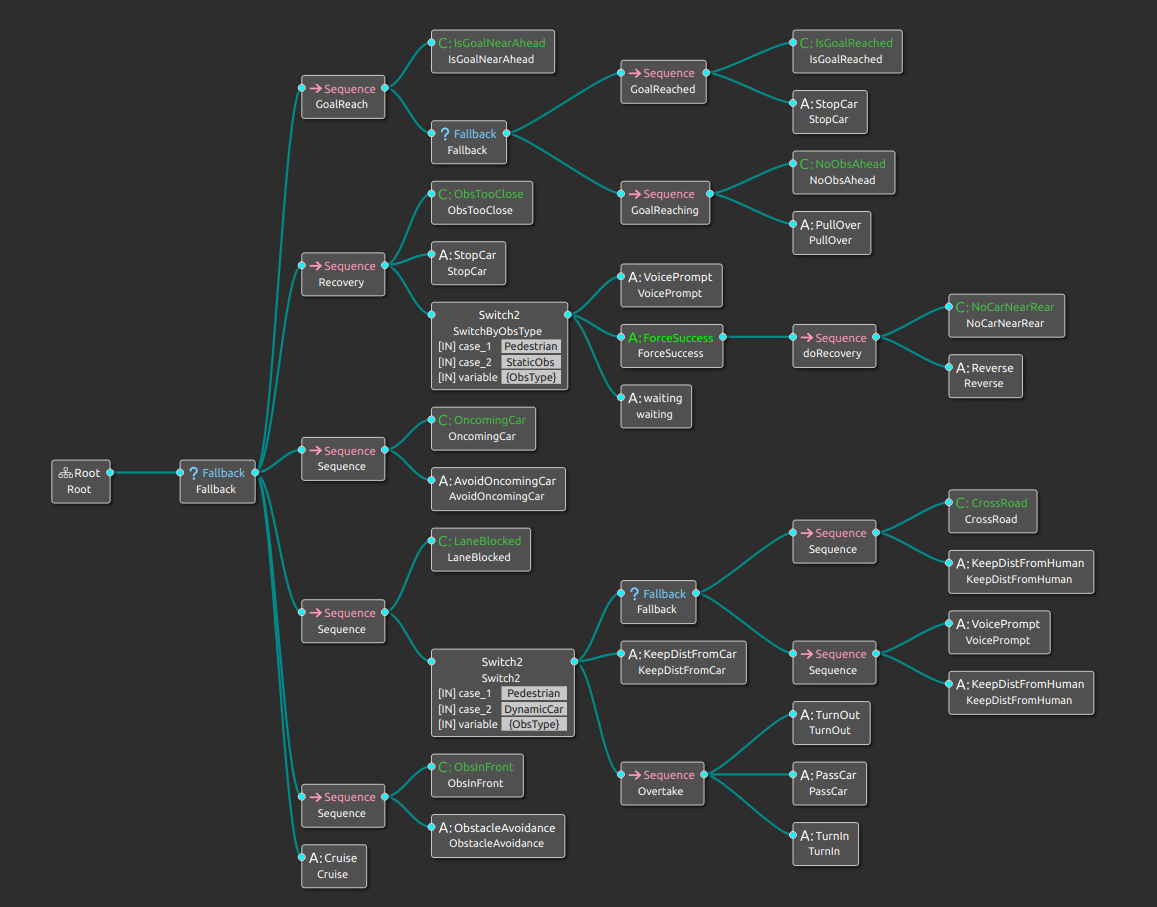 C: IsGoalNearAhead
IsGoalNearAhead
C: IsGoalReached
IsGoalReached
→ Sequence
GoalReached
→ Sequence
GoalReach
A: StopCar
StopCar
? Fallback
Fallback
C: NoObsAhead
NoObsAhead
C: ObsTooClose
ObsTooClose
→ Sequence
GoalReaching
A: PullOver
PullOver
A: StopCar
StopCar
→ Sequence
Recovery
A: VoicePrompt
VoicePrompt
Switch2
SwitchByObsType
[IN] case_1 Pedestrian
[IN] case_2 StaticObs
[IN] variable {ObsType}
C: NoCarNearRear
NoCarNearRear
A: ForceSuccess
ForceSuccess
→ Sequence
doRecovery
A: Reverse
Reverse
A: waiting
waiting
C: OncomingCar
OncomingCar
→ Sequence
Sequence
A: AvoidOncomingCar
AvoidOncomingCar
Root
Root
? Fallback
Fallback
C: CrossRoad
CrossRoad
→ Sequence
Sequence
C: LaneBlocked
LaneBlocked
A: KeepDistFromHuman
KeepDistFromHuman
? Fallback
Fallback
→ Sequence
Sequence
A: VoicePrompt
VoicePrompt
→ Sequence
Sequence
A: KeepDistFromCar
KeepDistFromCar
Switch2
Switch2
[IN] case_1 Pedestrian
[IN] case_2 DynamicCar
[IN] variable {ObsType}
A: KeepDistFromHuman
KeepDistFromHuman
A: TurnOut
TurnOut
→ Sequence
Overtake
A: PassCar
PassCar
C: ObsInFront
ObsInFront
→ Sequence
Sequence
A: TurnIn
TurnIn
A: ObstacleAvoidance
ObstacleAvoidance
A: Cruise
Cruise